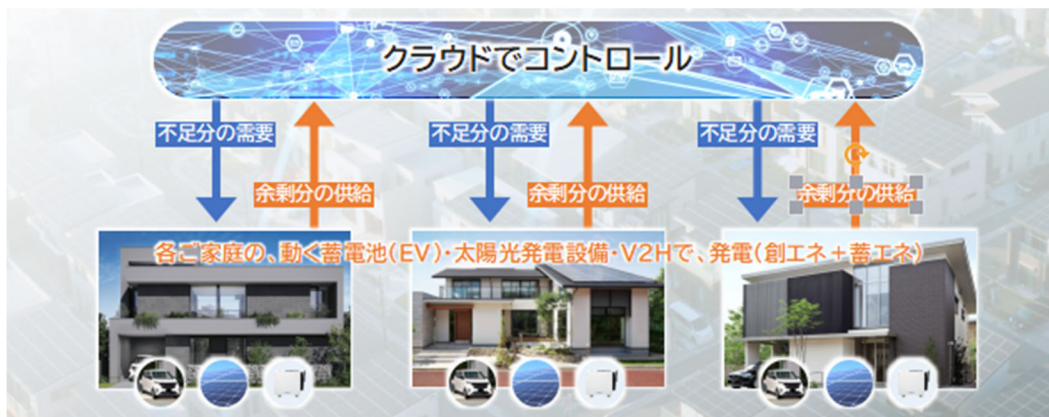 クラウドでコントロール
不足分の需要
不足分の需要
不足分の需要
余剰分の供給
余剰分の供給
余剰分の供給
各ご家庭の、動く蓄電池(EV)・太陽光発電設備・V2Hで、発電(創エネ+蓄エネ)